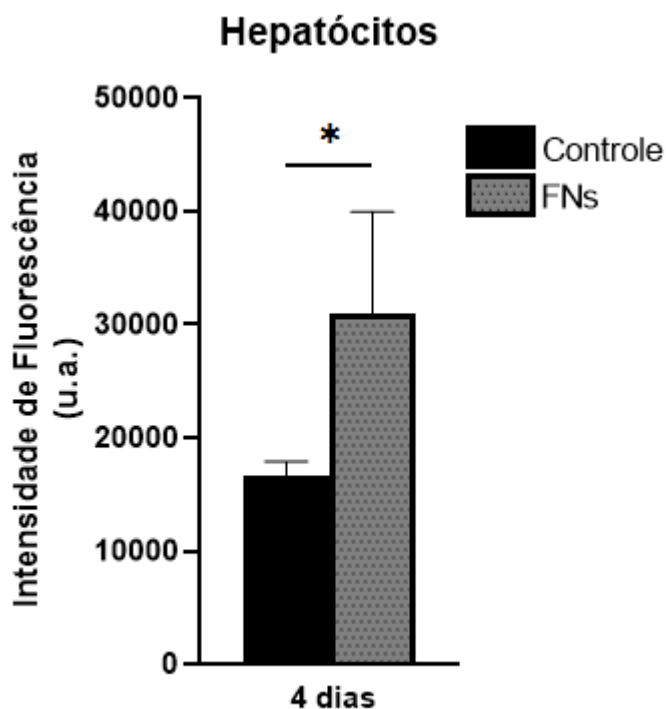 Hepatócitos
50000
40000
30000
20000
10000
0
Intensidade de Fluorescência
(u.a.)
*
Controle
FNs
4 dias